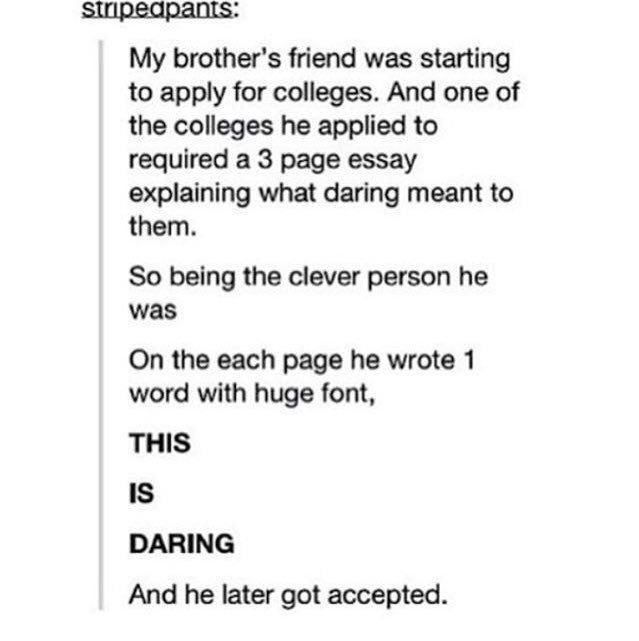 stripedpants:
My brother's friend was starting
to apply for colleges. And one of
the colleges he applied to
required a 3 page essay
explaining what daring meant to
them.
So being the clever person he
was
On the each page he wrote 1
word with huge font,
THIS
IS
DARING
And he later got accepted.